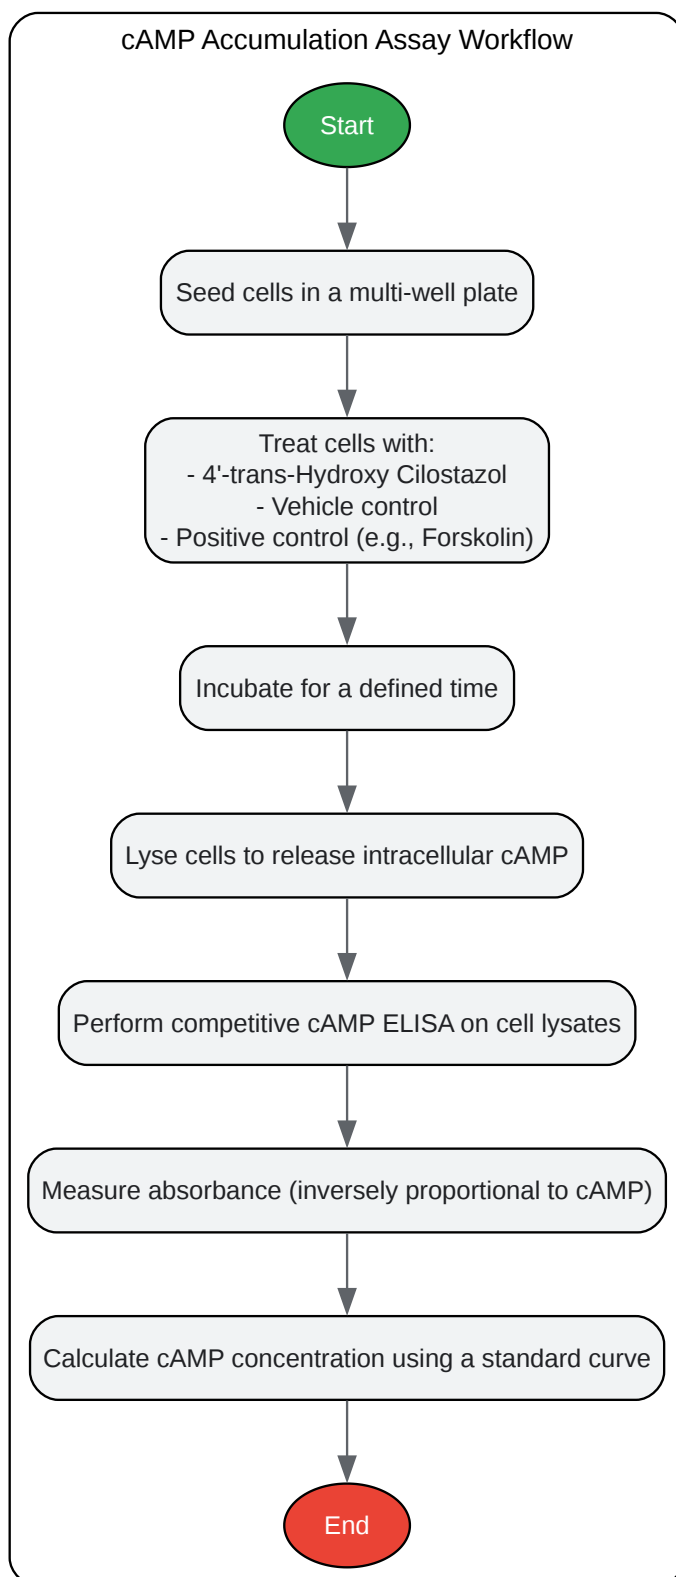 cAMP Accumulation Assay Workflow
Start
Seed cells in a multi-well plate
Treat cells with:
- 4'-trans-Hydroxy Cilostazol
- Vehicle control
- Positive control (e.g., Forskolin)
Incubate for a defined time
Lyse cells to release intracellular cAMP
Perform competitive cAMP ELISA on cell lysates
Measure absorbance (inversely proportional to cAMP)
Calculate cAMP concentration using a standard curve
End